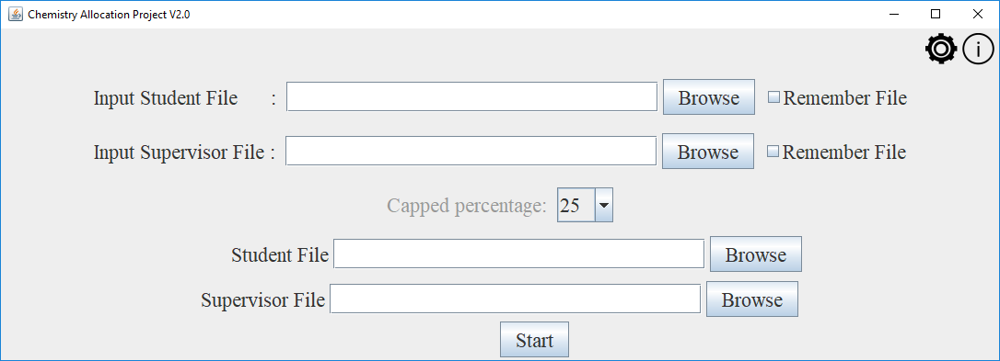 Chemistry Allocation Project V2.0
Input Student File : Browse Remember File
Input Supervisor File : Browse Remember File
Capped percentage: 25
Student File Browse
Supervisor File Browse
Start